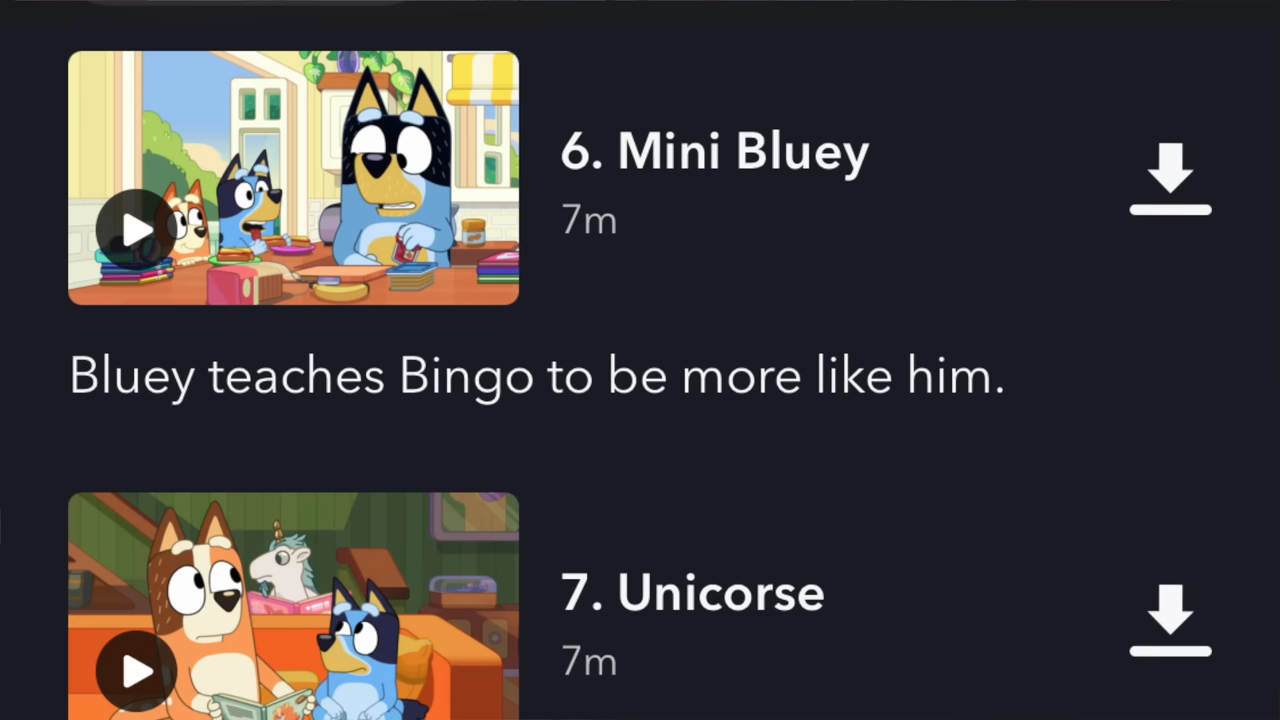 6. Mini Bluey
7m
Bluey teaches Bingo to be more like him.
7. Unicorse
7m